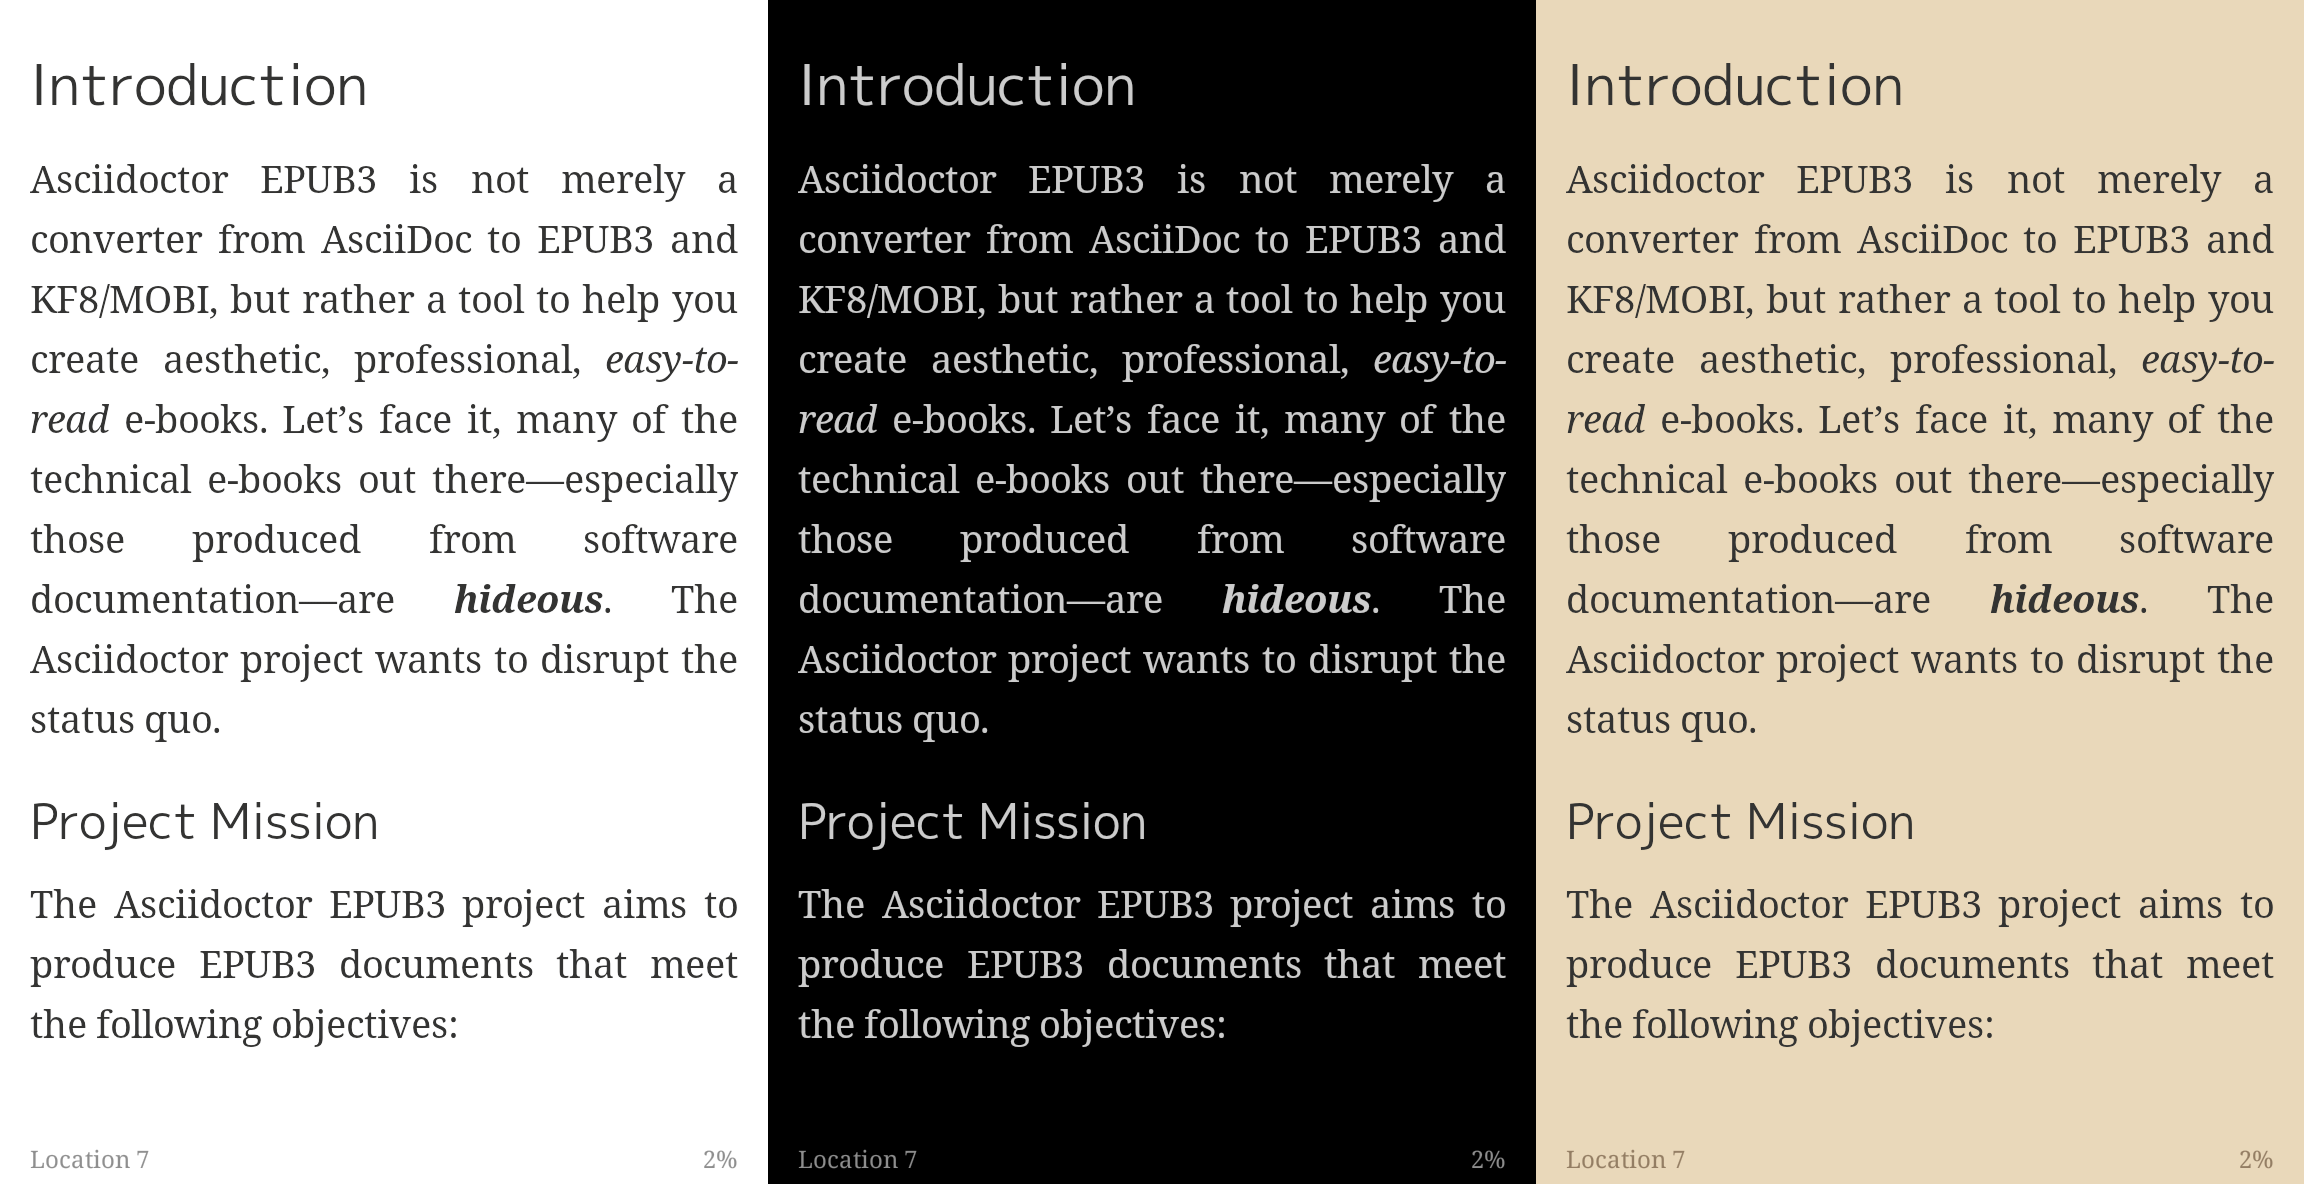 Introduction
Asciidoctor EPUB3 is not merely a
converter from AsciiDoc to EPUB3 and
KF8/MOBI, but rather a tool to help you
create aesthetic, professional, easy-to-
read e-books. Let’s face it, many of the
technical e-books out there—especially
those produced from software
documentation—are hideous. The
Asciidoctor project wants to disrupt the
status quo.
Project Mission
The Asciidoctor EPUB3 project aims to
produce EPUB3 documents that meet
the following objectives:
Location 7 2%
Introduction
Asciidoctor EPUB3 is not merely a
converter from AsciiDoc to EPUB3 and
KF8/MOBI, but rather a tool to help you
create aesthetic, professional, easy-to-
read e-books. Let’s face it, many of the
technical e-books out there—especially
those produced from software
documentation—are hideous. The
Asciidoctor project wants to disrupt the
status quo.
Project Mission
The Asciidoctor EPUB3 project aims to
produce EPUB3 documents that meet
the following objectives:
Location 7 2%
Introduction
Asciidoctor EPUB3 is not merely a
converter from AsciiDoc to EPUB3 and
KF8/MOBI, but rather a tool to help you
create aesthetic, professional, easy-to-
read e-books. Let’s face it, many of the
technical e-books out there—especially
those produced from software
documentation—are hideous. The
Asciidoctor project wants to disrupt the
status quo.
Project Mission
The Asciidoctor EPUB3 project aims to
produce EPUB3 documents that meet
the following objectives:
Location 7 2%